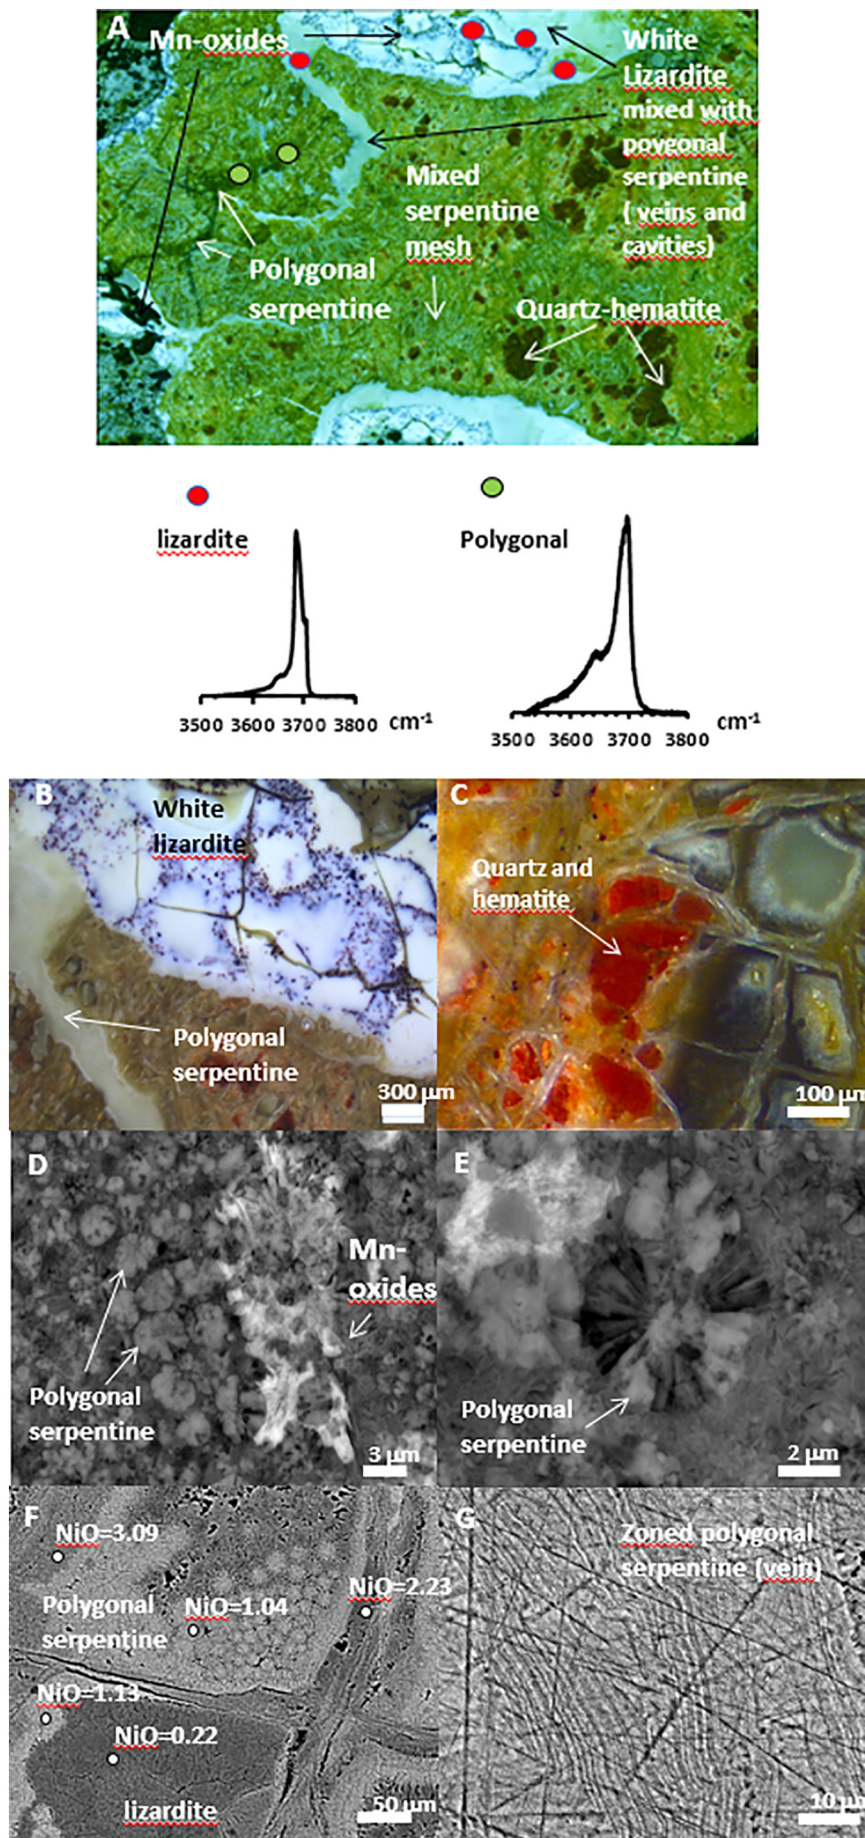 A
Mn-oxides
White
Lizardite
mixed with
poygonal
serpentine
( veins and
cavities)
Mixed
serpentine
mesh
Polygonal
serpentine
Quartz-hematite
lizardite
Polygonal
3500 3600 3700 3800 cm-1
3500 3600 3700 3800 cm-1
B
White
lizardite
Polygonal
serpentine
300 µm
C
Quartz and
hematite
100 µm
D
Mn-
oxides
Polygonal
serpentine
3 µm
E
Polygonal
serpentine
2 µm
F
NiO=3.09
Polygonal
serpentine
NiO=1.04
NiO=2.23
NiO=1.13
NiO=0.22
lizardite
50 µm
G
Zoned polygonal
serpentine (vein)
10 µm